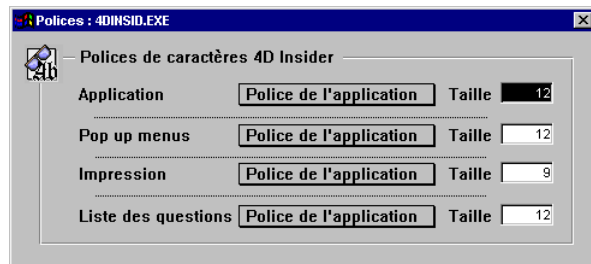 Polices : 4DINSID.EXE
Polices de caractères 4D Insider
Application Police de l'application Taille 12
Pop up menus Police de l'application Taille 12
Impression Police de l'application Taille 9
Liste des questions Police de l'application Taille 12